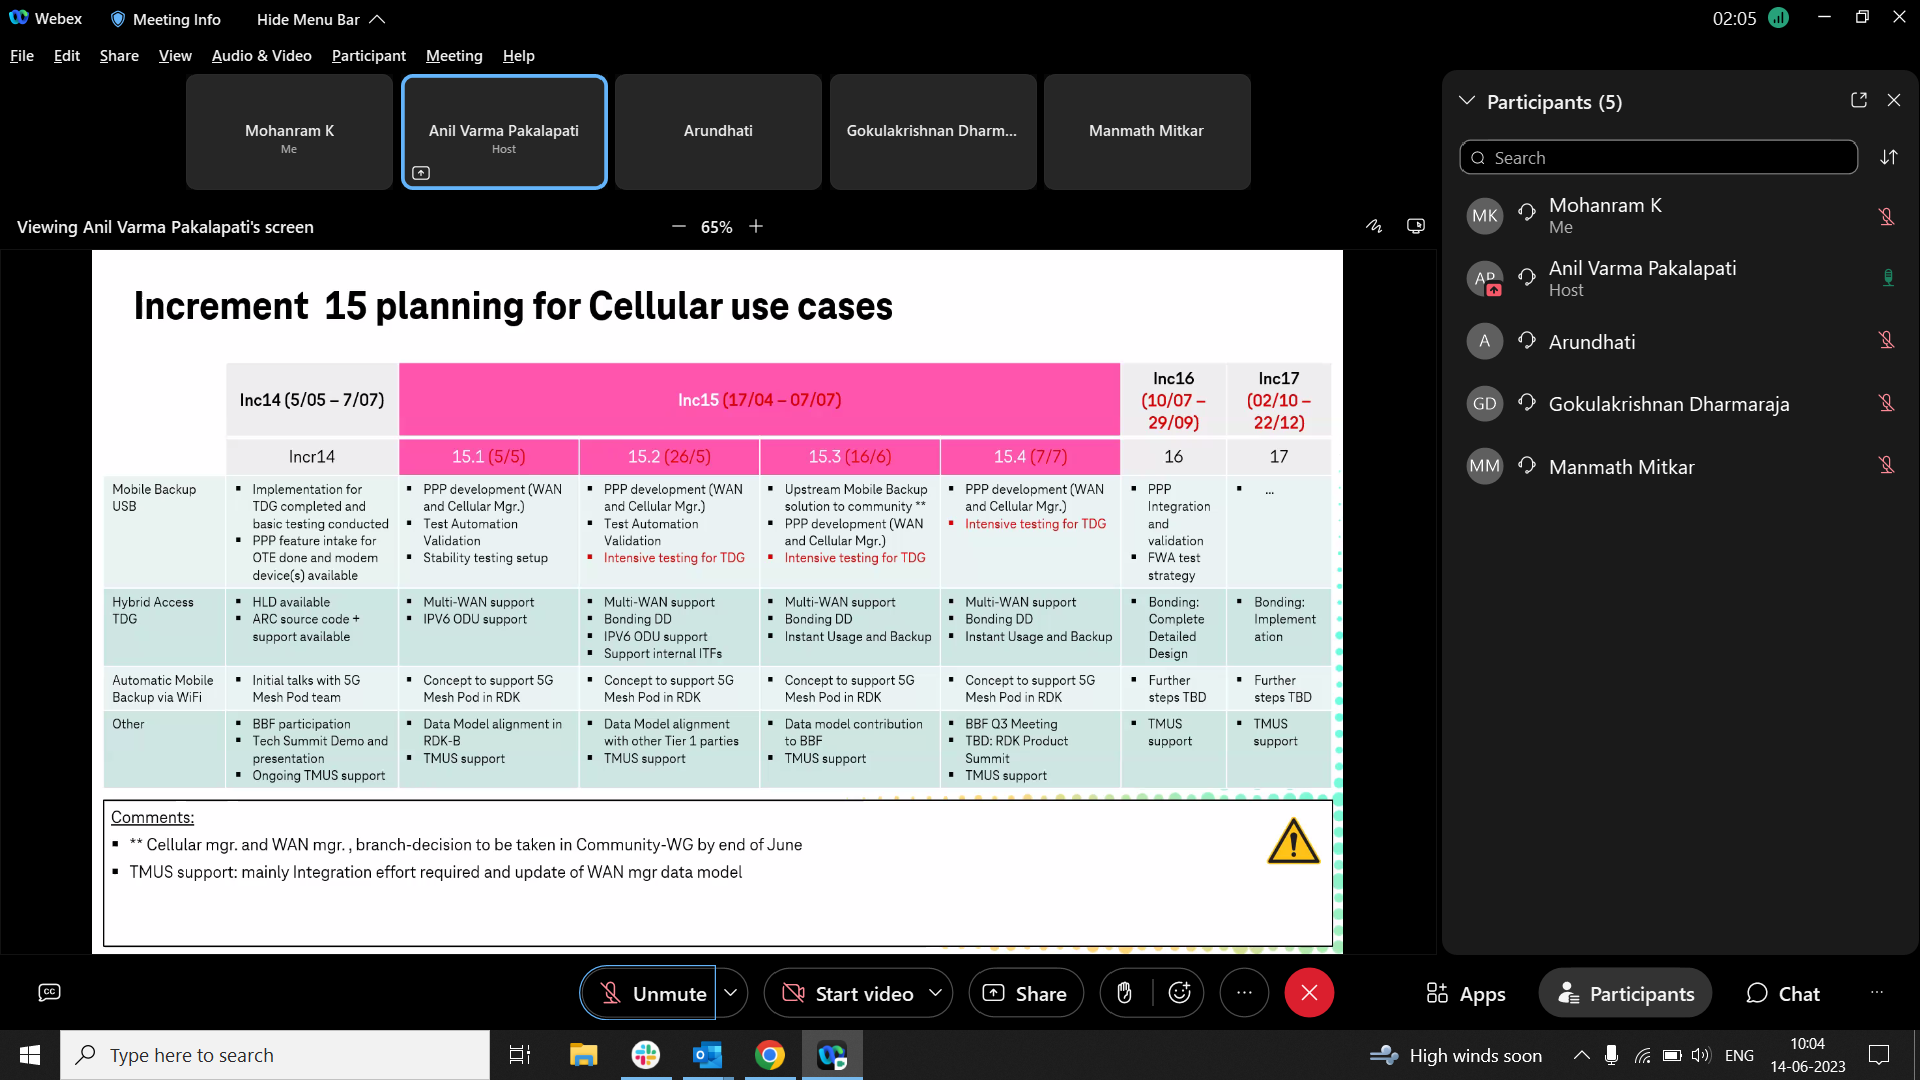 Webex
Meeting Info
Hide Menu Bar
02:05
File Edit Share View Audio & Video Participant Meeting Help
Mohanram K
Me
Anil Varma Pakalapati
Host
Arundhati
Gokulakrishnan Dharm...
Manmath Mitkar
Viewing Anil Varma Pakalapati's screen
65%
Increment 15 planning for Cellular use cases
Inc14 (5/05 – 7/07)
Inc15 (17/04 – 07/07)
Inc16
(10/07 –
29/09)
Inc17
(02/10 –
22/12)
Incr14
15.1 (5/5)
15.2 (26/5)
15.3 (16/6)
15.4 (7/7)
16
17
Mobile Backup
USB
▪ Implementation for
TDG completed and
basic testing conducted
▪ PPP feature intake for
OTE done and modem
device(s) available
▪ PPP development (WAN
and Cellular Mgr.)
▪ Test Automation
Validation
▪ Stability testing setup
▪ PPP development (WAN
and Cellular Mgr.)
▪ Test Automation
Validation
▪ Intensive testing for TDG
▪ Upstream Mobile Backup
solution to community **
▪ PPP development (WAN
and Cellular Mgr.)
▪ Intensive testing for TDG
▪ PPP development (WAN
and Cellular Mgr.)
▪ Intensive testing for TDG
▪ PPP
Integration
and
validation
▪ FWA test
strategy
▪ ...
Hybrid Access
TDG
▪ HLD available
▪ ARC source code +
support available
▪ Multi-WAN support
▪ IPV6 ODU support
▪ Multi-WAN support
▪ Bonding DD
▪ IPV6 ODU support
▪ Support internal ITFs
▪ Multi-WAN support
▪ Bonding DD
▪ Instant Usage and Backup
▪ Multi-WAN support
▪ Bonding DD
▪ Instant Usage and Backup
▪ Bonding:
Complete
Detailed
Design
▪ Bonding:
Implement
ation
Automatic Mobile
Backup via WiFi
▪ Initial talks with 5G
Mesh Pod team
▪ Concept to support 5G
Mesh Pod in RDK
▪ Concept to support 5G
Mesh Pod in RDK
▪ Concept to support 5G
Mesh Pod in RDK
▪ Concept to support 5G
Mesh Pod in RDK
▪ Further
steps TBD
▪ Further
steps TBD
Other
▪ BBF participation
▪ Tech Summit Demo and
presentation
▪ Ongoing TMUS support
▪ Data Model alignment in
RDK-B
▪ TMUS support
▪ Data Model alignment
with other Tier 1 parties
▪ TMUS support
▪ Data model contribution
to BBF
▪ TMUS support
▪ BBF Q3 Meeting
▪ TBD: RDK Product
Summit
▪ TMUS support
▪ TMUS
support
▪ TMUS
support
Comments:
▪ ** Cellular mgr. and WAN mgr. , branch-decision to be taken in Community-WG by end of June
▪ TMUS support: mainly Integration effort required and update of WAN mgr data model
Participants (5)
Search
MK
Mohanram K
Me
AP
Anil Varma Pakalapati
Host
A
Arundhati
GD
Gokulakrishnan Dharmaraja
MM
Manmath Mitkar
CC
Unmute
Start video
Share
Apps
Participants
Chat
Type here to search
High winds soon
ENG
10:04
14-06-2023